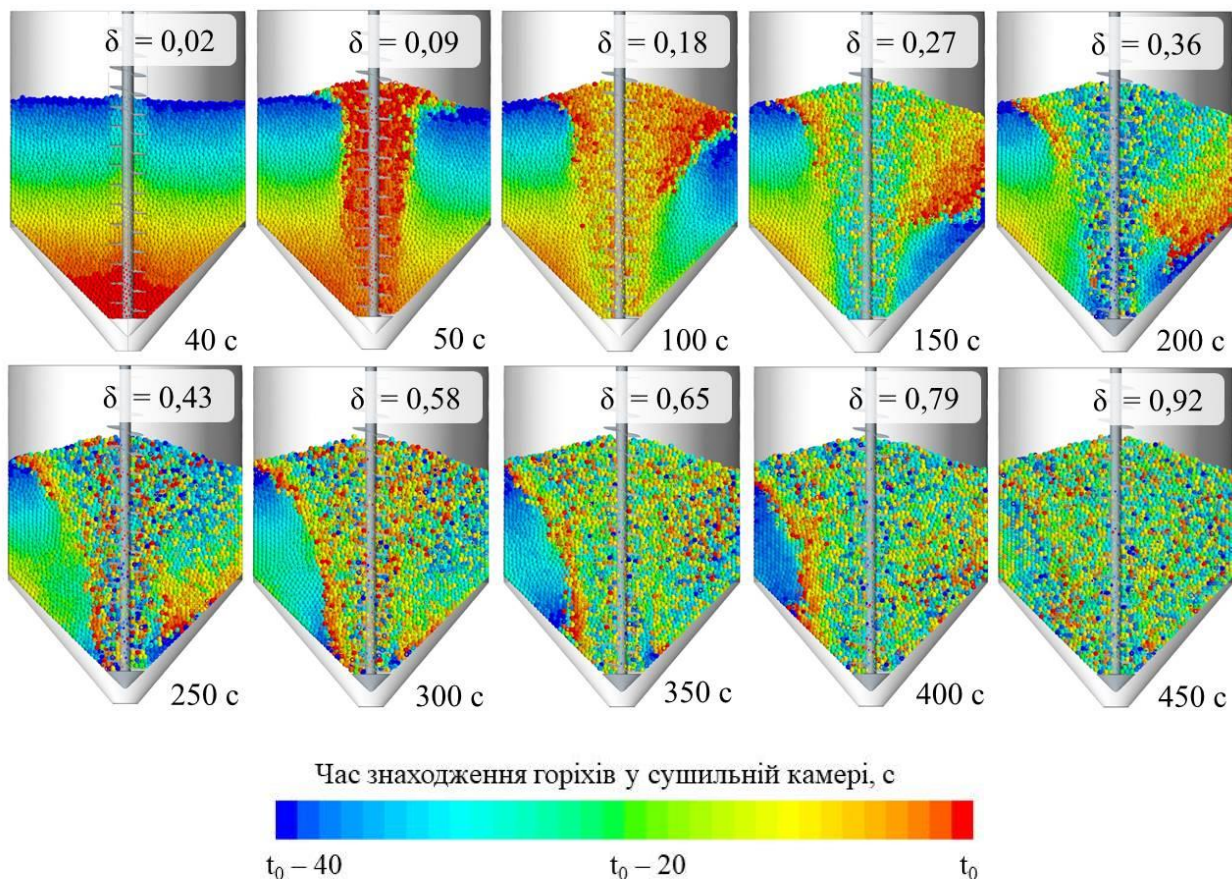 δ = 0,02
δ = 0,09
δ = 0,18
δ = 0,27
δ = 0,36
40 с
50 с
100 с
150 с
200 с
δ = 0,43
δ = 0,58
δ = 0,65
δ = 0,79
δ = 0,92
250 с
300 с
350 с
400 с
450 с
Час знаходження горіхів у сушильній камері, с
t₀ – 40
t₀ – 20
t₀